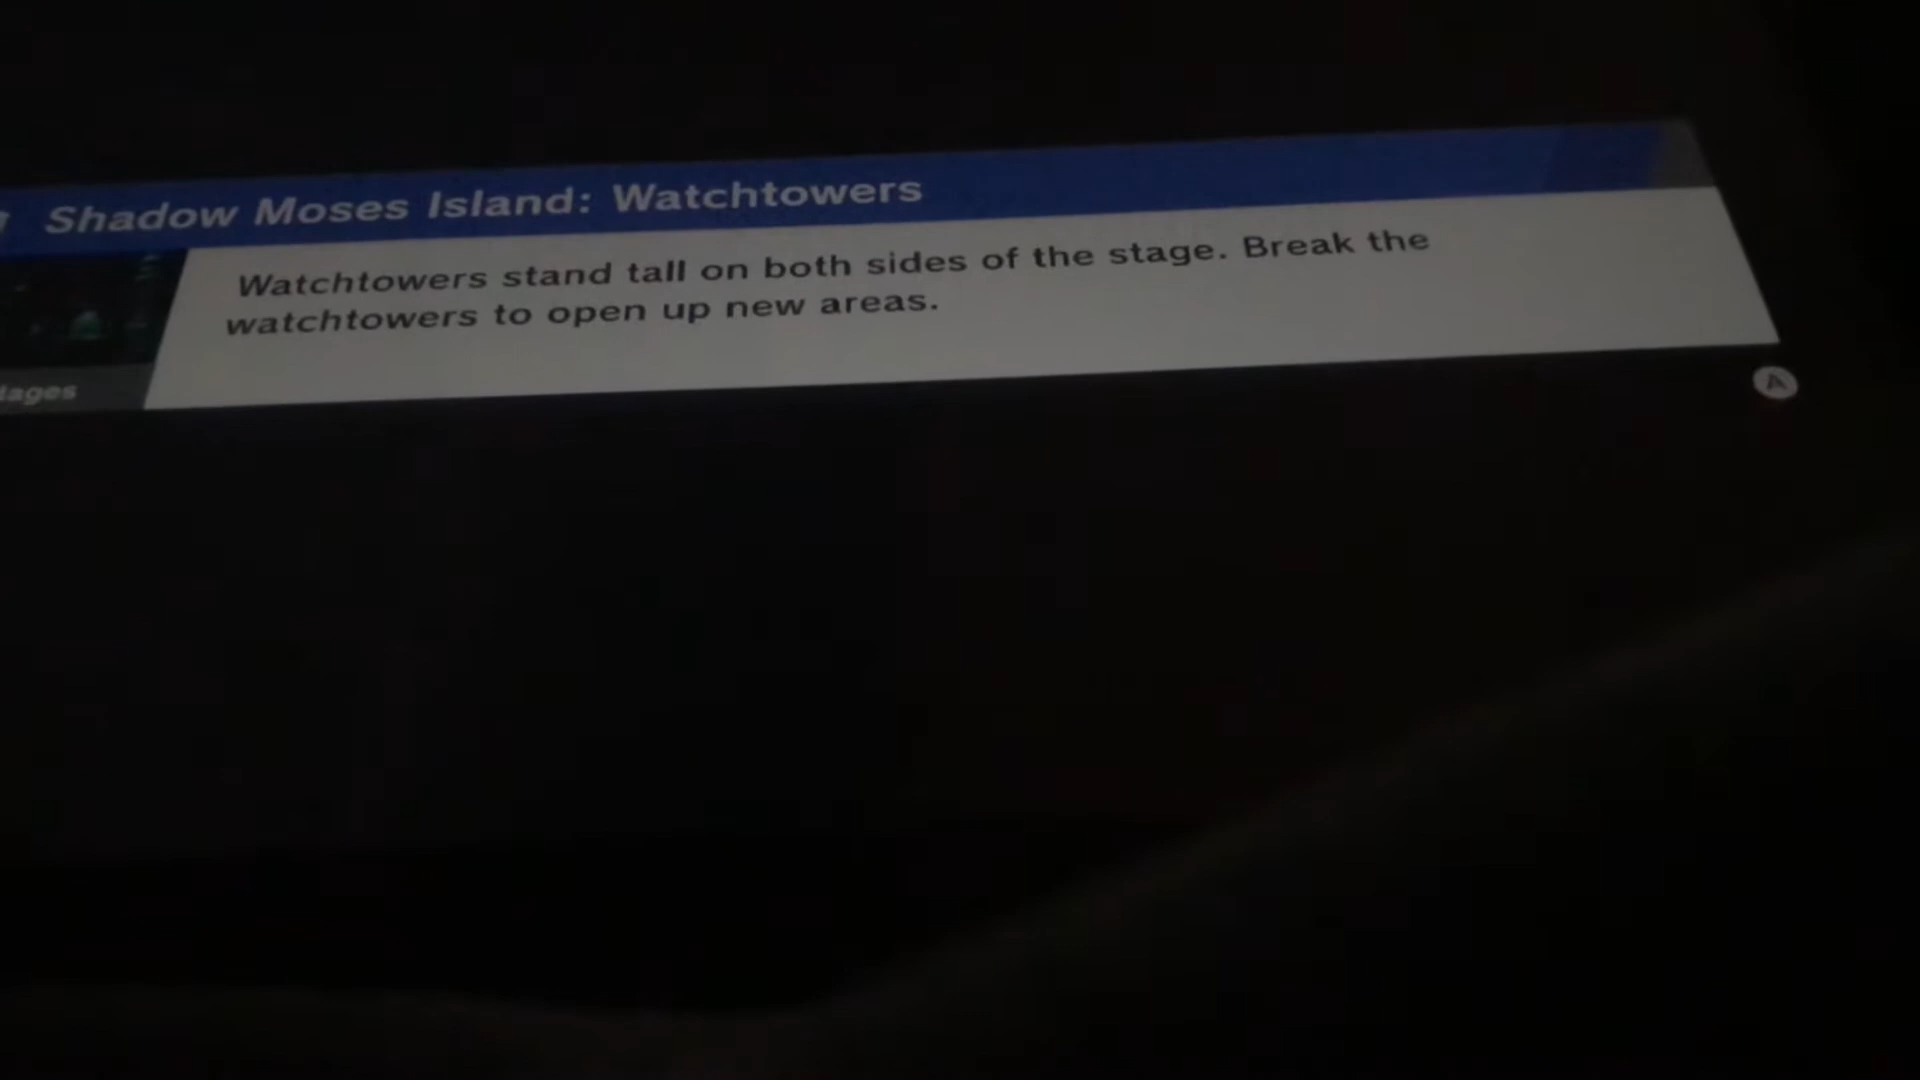 Shadow Moses Island: Watchtowers
Watchtowers stand tall on both sides of the stage. Break the
watchtowers to open up new areas.
A